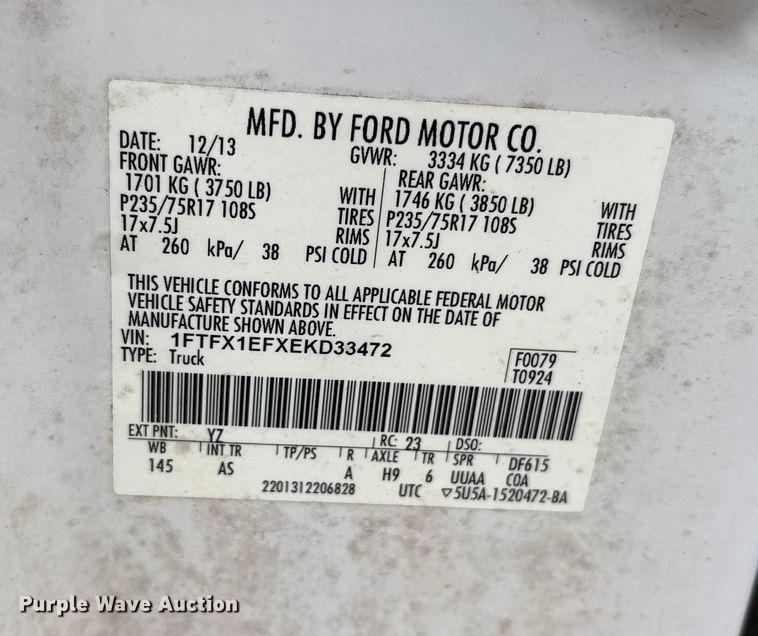 MFD. BY FORD MOTOR CO.
DATE: 12/13 GVWR: 3334 KG ( 7350 LB)
FRONT GAWR: REAR GAWR:
1701 KG ( 3750 LB) WITH 1746 KG ( 3850 LB) WITH
P235/75R17 108S TIRES P235/75R17 108S TIRES
17x7.5J RIMS 17x7.5J RIMS
AT 260 kPa/ 38 PSI COLD AT 260 kPa/ 38 PSI COLD
THIS VEHICLE CONFORMS TO ALL APPLICABLE FEDERAL MOTOR
VEHICLE SAFETY STANDARDS IN EFFECT ON THE DATE OF
MANUFACTURE SHOWN ABOVE.
VIN: 1FTFX1EFXEKD33472
TYPE: Truck
F0079
T0924
EXT PNT: YZ RC: 23 DSO:
WB INT TR TP/PS R AXLE TR SPR DF615
145 AS A H9 6 UUAA COA
2201312206828 UTC ▽5U5A-1520472-BA
Purple Wave Auction